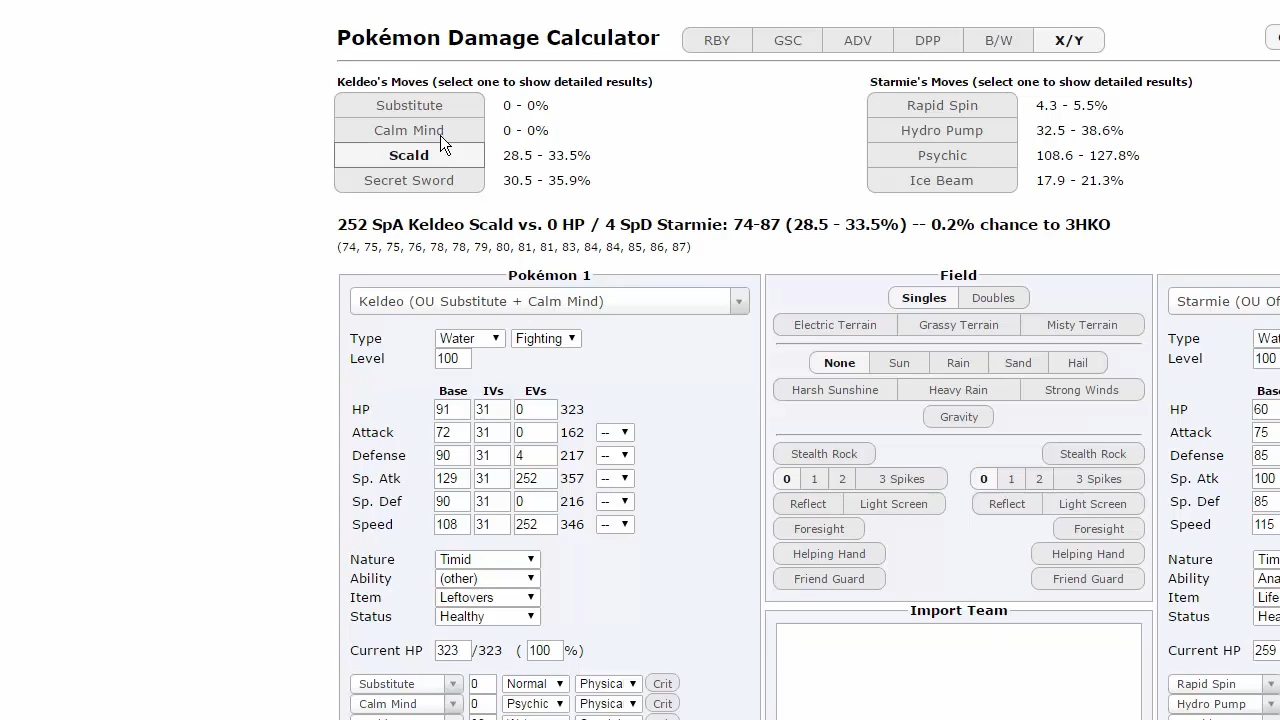 Pokémon Damage Calculator RBY GSC ADV DPP B/W X/Y
Keldeo's Moves (select one to show detailed results) Starmie's Moves (select one to show detailed results)
Substitute 0 - 0% Rapid Spin 4.3 - 5.5%
Calm Mind 0 - 0% Hydro Pump 32.5 - 38.6%
Scald 28.5 - 33.5% Psychic 108.6 - 127.8%
Secret Sword 30.5 - 35.9% Ice Beam 17.9 - 21.3%
252 SpA Keldeo Scald vs. 0 HP / 4 SpD Starmie: 74-87 (28.5 - 33.5%) -- 0.2% chance to 3HKO
(74, 75, 75, 76, 78, 78, 79, 80, 81, 81, 83, 84, 84, 85, 86, 87)
Pokémon 1
Keldeo (OU Substitute + Calm Mind)
Type Water Fighting
Level 100
Base IVs EVs
HP 91 31 0 323
Attack 72 31 0 162 --
Defense 90 31 4 217 --
Sp. Atk 129 31 252 357 --
Sp. Def 90 31 0 216 --
Speed 108 31 252 346 --
Nature Timid
Ability (other)
Item Leftovers
Status Healthy
Current HP 323 /323 ( 100 %)
Substitute 0 Normal Physica Crit
Calm Mind 0 Psychic Physica Crit
Field
Singles Doubles
Electric Terrain Grassy Terrain Misty Terrain
None Sun Rain Sand Hail
Harsh Sunshine Heavy Rain Strong Winds
Gravity
Stealth Rock Stealth Rock
0 1 2 3 Spikes 0 1 2 3 Spikes
Reflect Light Screen Reflect Light Screen
Foresight Foresight
Helping Hand Helping Hand
Friend Guard Friend Guard
Import Team
Starmie (OU Of
Type Wa
Level 100
Bas
HP 60
Attack 75
Defense 85
Sp. Atk 100
Sp. Def 85
Speed 115
Nature Tim
Ability Ana
Item Life
Status Hea
Current HP 259
Rapid Spin
Hydro Pump